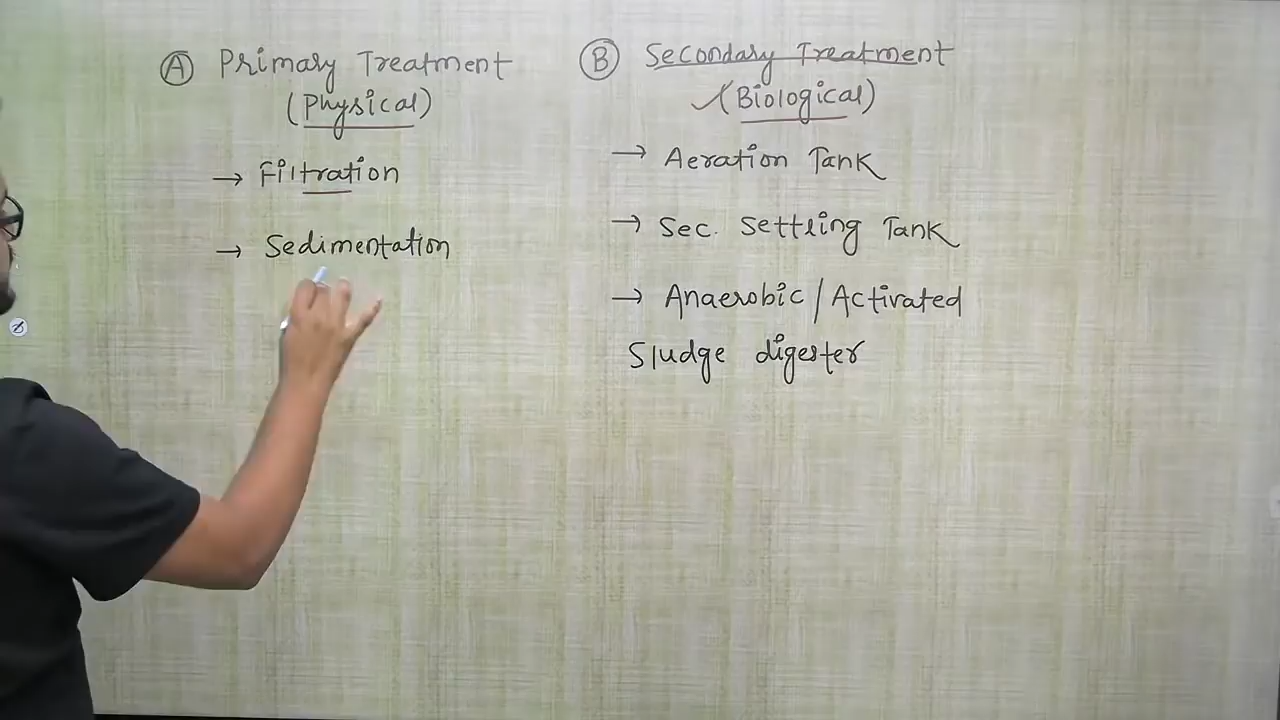 Ⓐ Primary Treatment
(Physical)
→ Filtration
→ Sedimentation
Ⓑ Secondary Treatment
✓(Biological)
→ Aeration Tank
→ Sec. Settling Tank
→ Anaerobic / Activated
Sludge digester